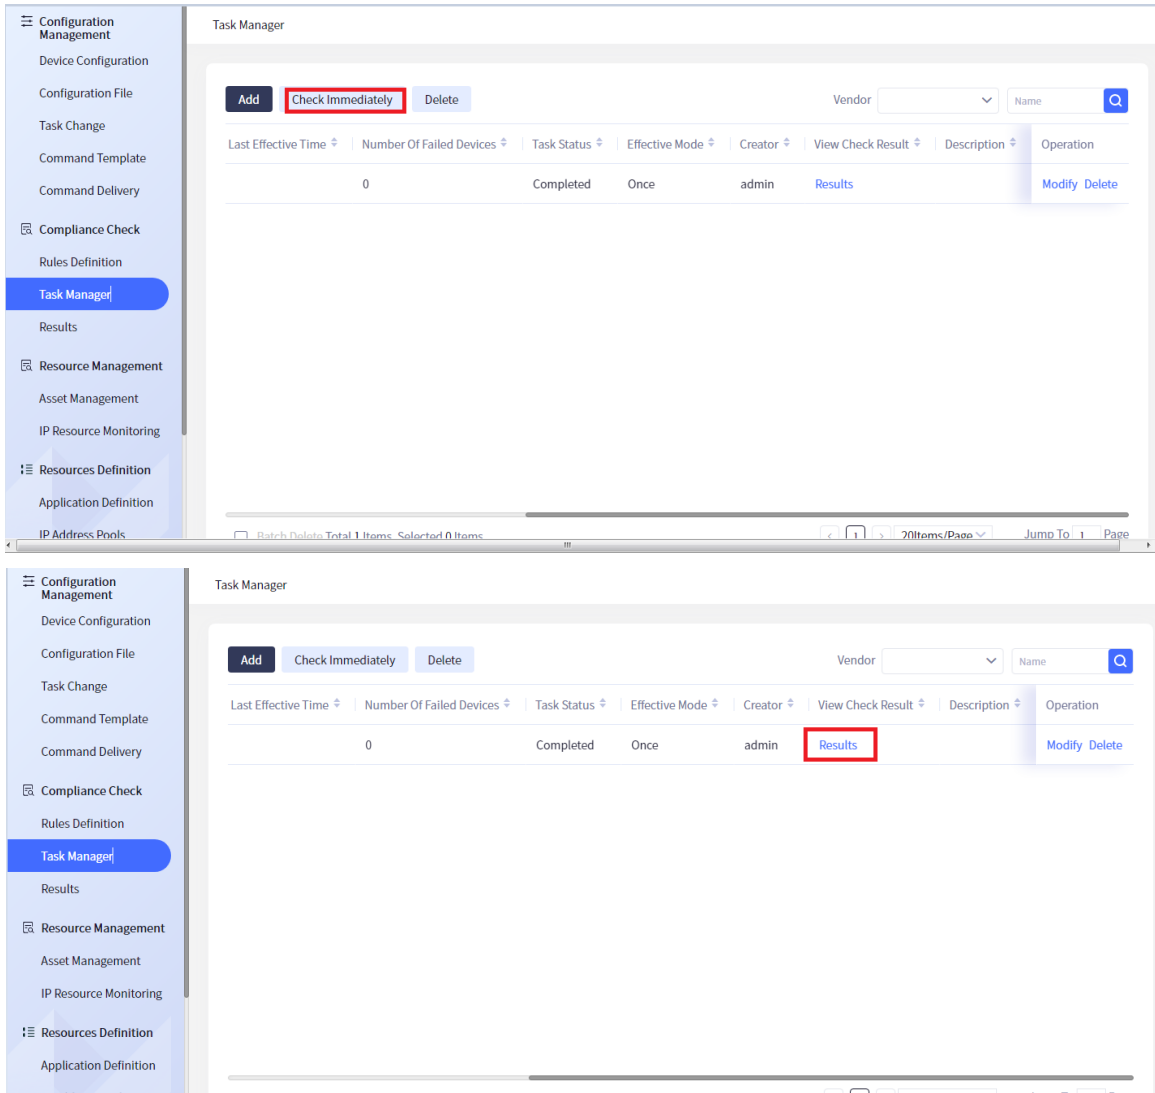 Configuration
Management
Device Configuration
Configuration File
Task Change
Command Template
Command Delivery
Compliance Check
Rules Definition
Task Manager
Results
Resource Management
Asset Management
IP Resource Monitoring
Resources Definition
Application Definition
IP Address Pools
Task Manager
Add Check Immediately Delete Vendor Name
Last Effective Time Number Of Failed Devices Task Status Effective Mode Creator View Check Result Description Operation
0 Completed Once admin Results Modify Delete
Batch Delete Total 1 Items, Selected 0 Items 1 20Items/Page Jump To 1 Page
Configuration
Management
Device Configuration
Configuration File
Task Change
Command Template
Command Delivery
Compliance Check
Rules Definition
Task Manager
Results
Resource Management
Asset Management
IP Resource Monitoring
Resources Definition
Application Definition
Task Manager
Add Check Immediately Delete Vendor Name
Last Effective Time Number Of Failed Devices Task Status Effective Mode Creator View Check Result Description Operation
0 Completed Once admin Results Modify Delete